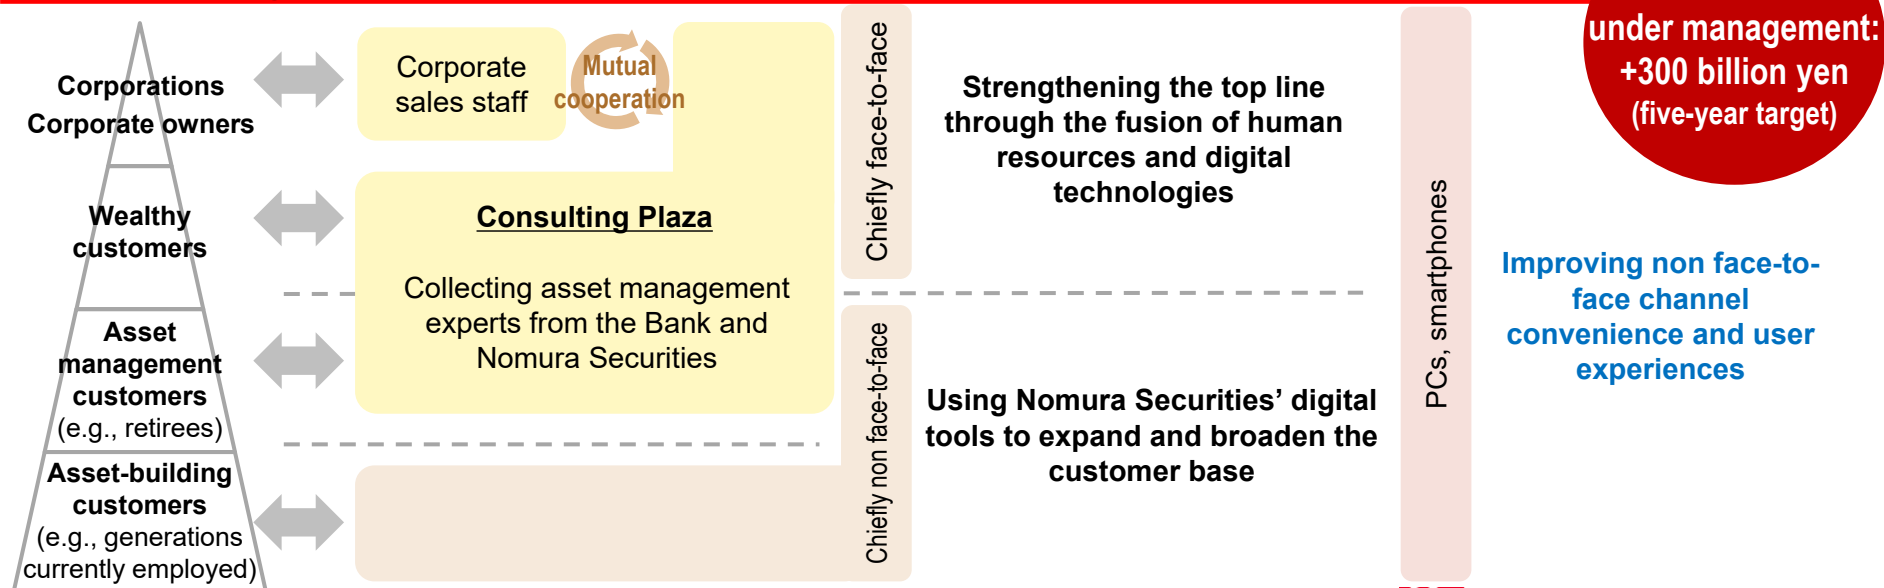 Corporations
Corporate owners
Wealthy
customers
Asset
management
customers
(e.g., retirees)
Asset-building
customers
(e.g., generations
currently employed)
Corporate
sales staff
Mutual
cooperation
Consulting Plaza
Collecting asset management
experts from the Bank and
Nomura Securities
Chiefly face-to-face
Chiefly non face-to-face
Strengthening the top line
through the fusion of human
resources and digital
technologies
Using Nomura Securities’ digital
tools to expand and broaden the
customer base
PCs, smartphones
under management:
+300 billion yen
(five-year target)
Improving non face-to-
face channel
convenience and user
experiences